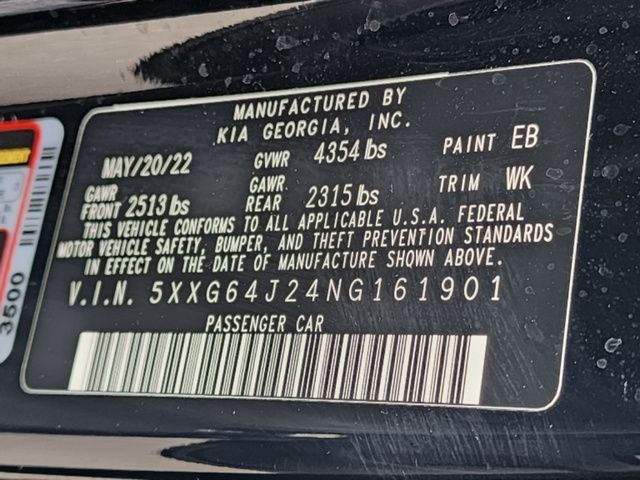 MANUFACTURED BY
KIA GEORGIA, INC.
MAY/20/22 GVWR 4354 lbs PAINT EB
GAWR FRONT 2513 lbs GAWR REAR 2315 lbs TRIM WK
THIS VEHICLE CONFORMS TO ALL APPLICABLE U.S.A. FEDERAL
MOTOR VEHICLE SAFETY, BUMPER, AND THEFT PREVENTION STANDARDS
IN EFFECT ON THE DATE OF MANUFACTURE SHOWN ABOVE.
V.I.N. 5XXG64J24NG161901
PASSENGER CAR
3500